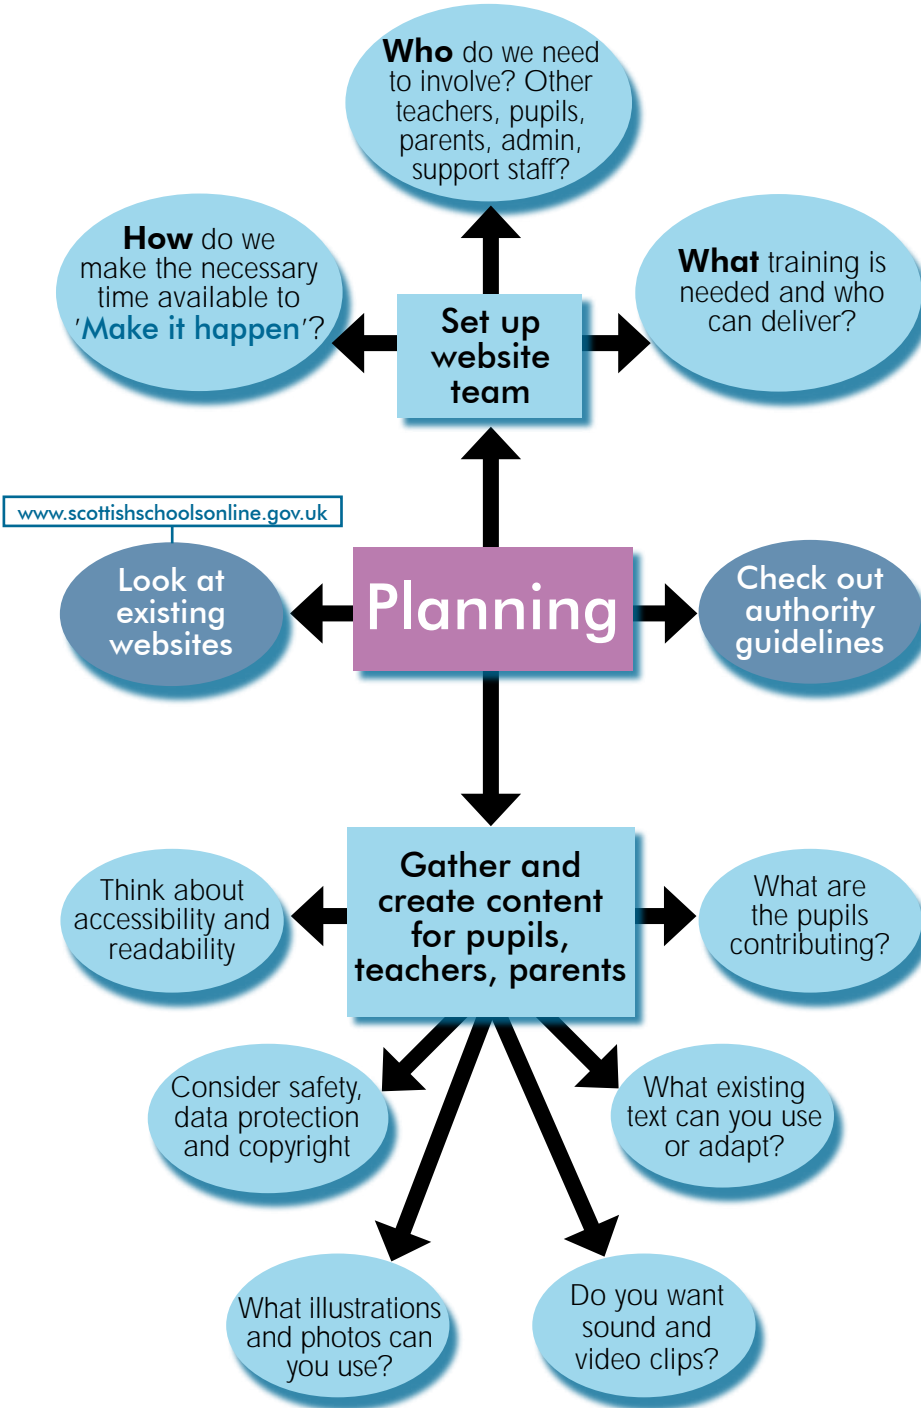 Who do we need
to involve? Other
teachers, pupils,
parents, admin,
support staff?
How do we
make the necessary
time available to
'Make it happen'?
What training is
needed and who
can deliver?
Set up
website
team
www.scottishschoolsonline.gov.uk
Look at
existing
websites
Planning
Check out
authority
guidelines
Gather and
create content
for pupils,
teachers, parents
Think about
accessibility and
readability
What are
the pupils
contributing?
Consider safety,
data protection
and copyright
What existing
text can you use
or adapt?
What illustrations
and photos can
you use?
Do you want
sound and
video clips?